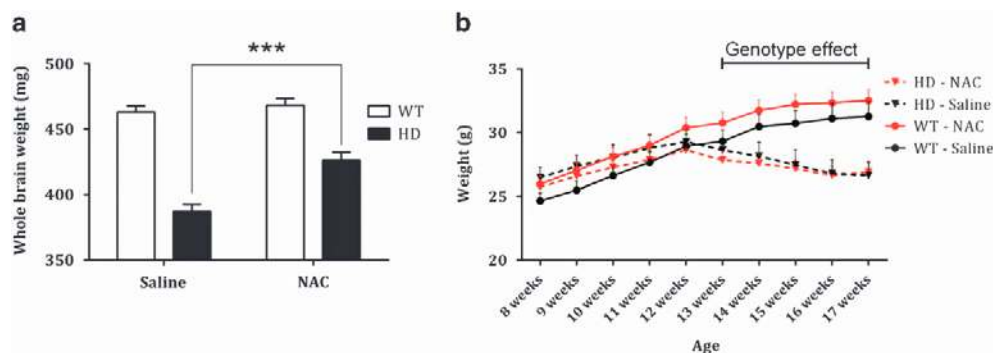 a
***
Whole brain weight (mg)
500
450
400
350
WT
HD
Saline
NAC
b
Genotype effect
Weight (g)
35
30
25
20
HD - NAC
HD - Saline
WT - NAC
WT - Saline
8 weeks
9 weeks
10 weeks
11 weeks
12 weeks
13 weeks
14 weeks
15 weeks
16 weeks
17 weeks
Age